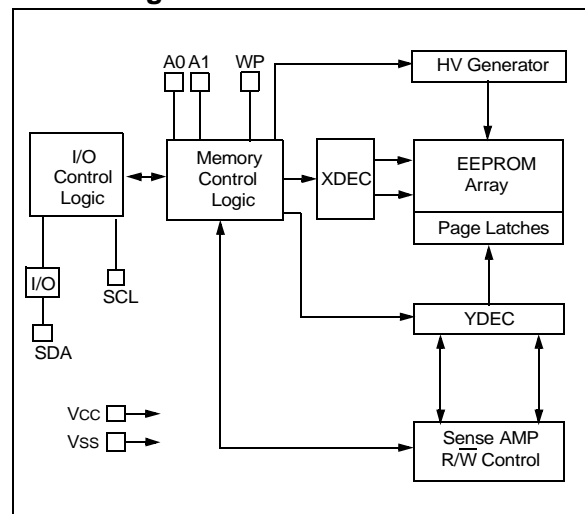 A0 A1 WP
HV Generator
I/O
Control
Logic
Memory
Control
Logic
XDEC
EEPROM
Array
Page Latches
I/O
SCL
SDA
YDEC
VCC
VSS
Sense AMP
R/W̅ Control